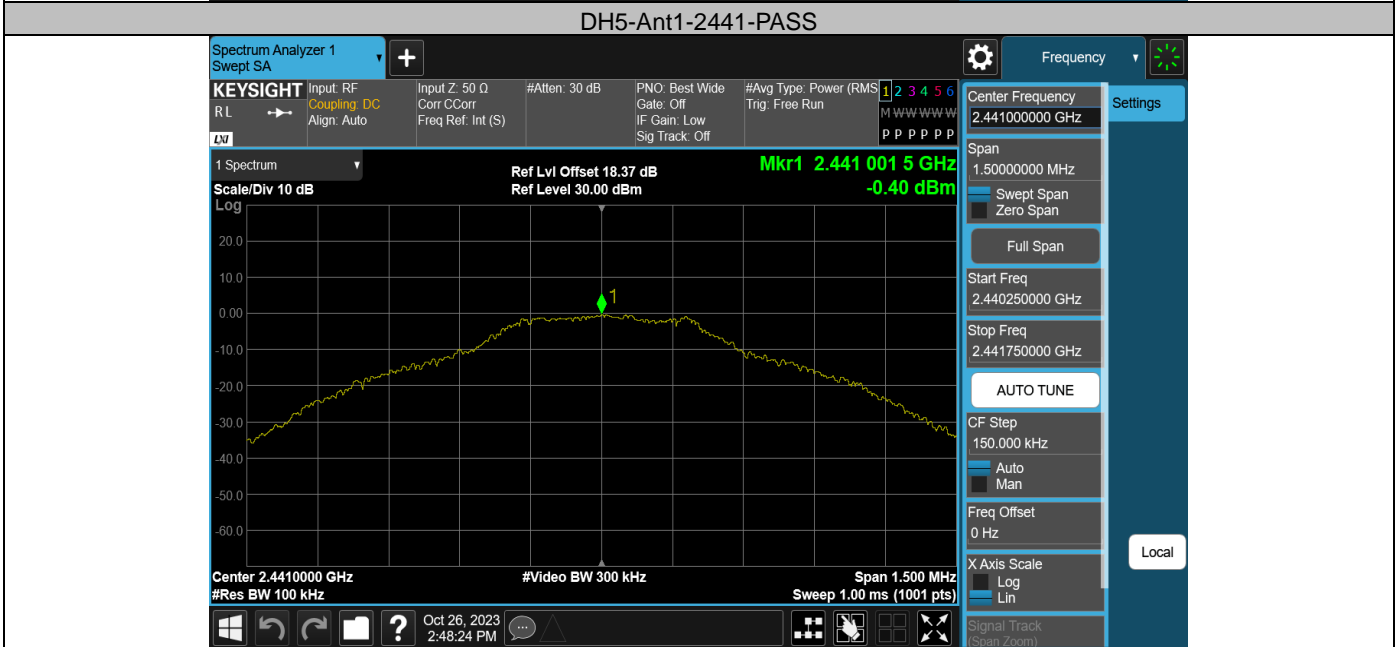 DH5-Ant1-2441-PASS
Spectrum Analyzer 1
Swept SA
Frequency
KEYSIGHT
RL
LXI
Input: RF
Coupling: DC
Align: Auto
Input Z: 50 Ω
Corr CCorr
Freq Ref: Int (S)
#Atten: 30 dB
PNO: Best Wide
Gate: Off
IF Gain: Low
Sig Track: Off
#Avg Type: Power (RMS
Trig: Free Run
1 2 3 4 5 6
M W W W W W
P P P P P P
1 Spectrum
Scale/Div 10 dB
Log
Ref Lvl Offset 18.37 dB
Ref Level 30.00 dBm
Mkr1 2.441 001 5 GHz
-0.40 dBm
20.0
10.0
0.00
-10.0
-20.0
-30.0
-40.0
-50.0
-60.0
1
Center 2.4410000 GHz
#Res BW 100 kHz
#Video BW 300 kHz
Span 1.500 MHz
Sweep 1.00 ms (1001 pts)
Center Frequency
2.441000000 GHz
Settings
Span
1.50000000 MHz
Swept Span
Zero Span
Full Span
Start Freq
2.440250000 GHz
Stop Freq
2.441750000 GHz
AUTO TUNE
CF Step
150.000 kHz
Auto
Man
Freq Offset
0 Hz
X Axis Scale
Log
Lin
Signal Track
(Span Zoom)
Local
?
Oct 26, 2023
2:48:24 PM